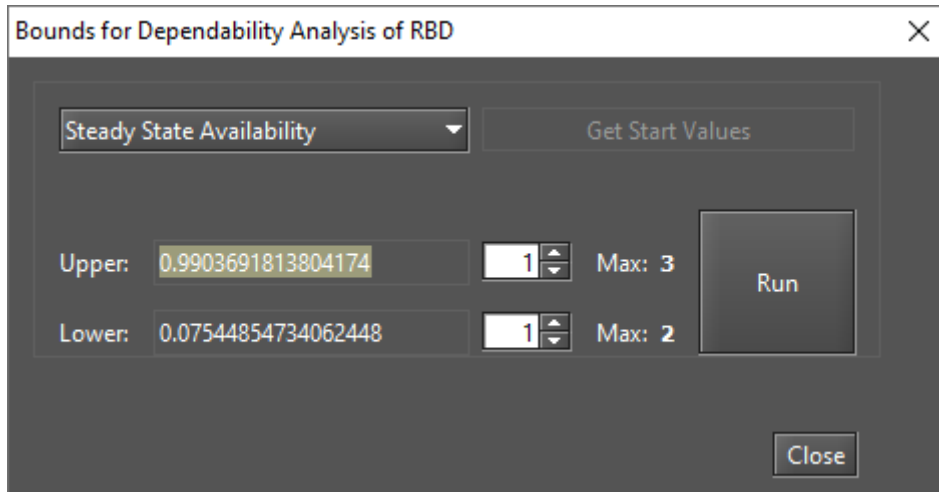 Bounds for Dependability Analysis of RBD
Steady State Availability Get Start Values
Upper: 0.9903691813804174 1 Max: 3
Run
Lower: 0.07544854734062448 1 Max: 2
Close